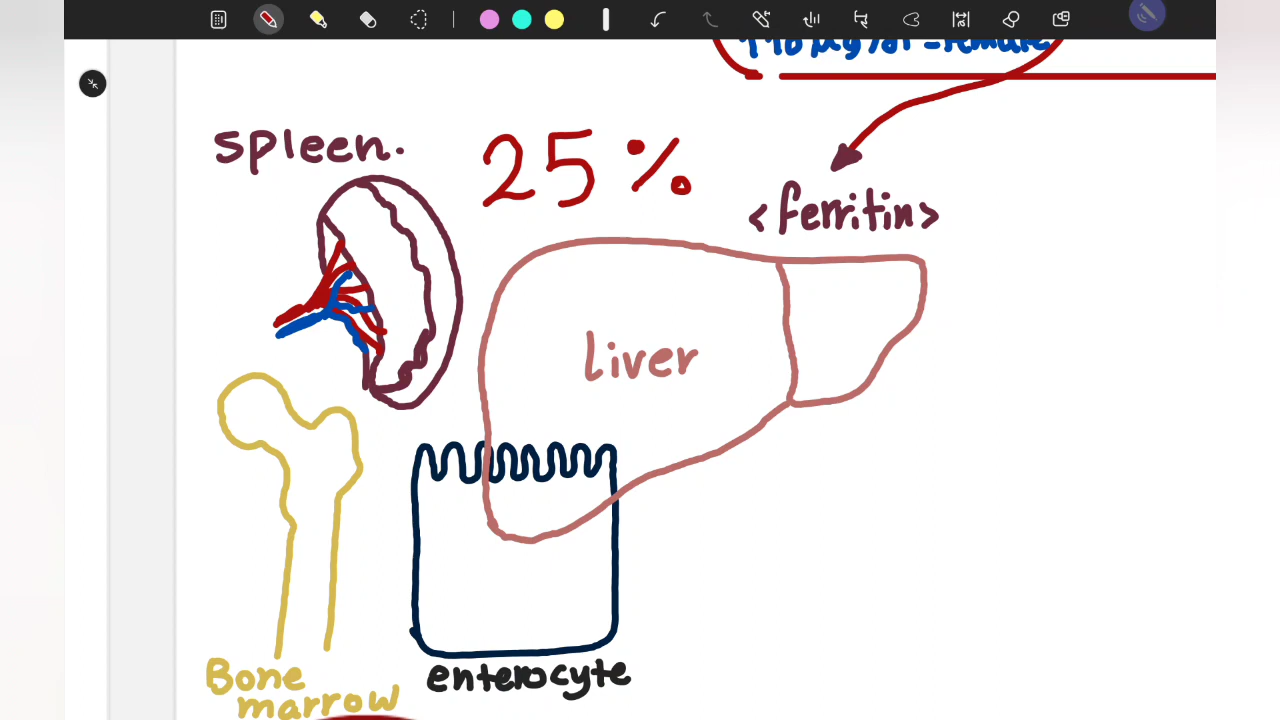 spleen.
25%
<ferritin>
liver
Bone
marrow
enterocyte